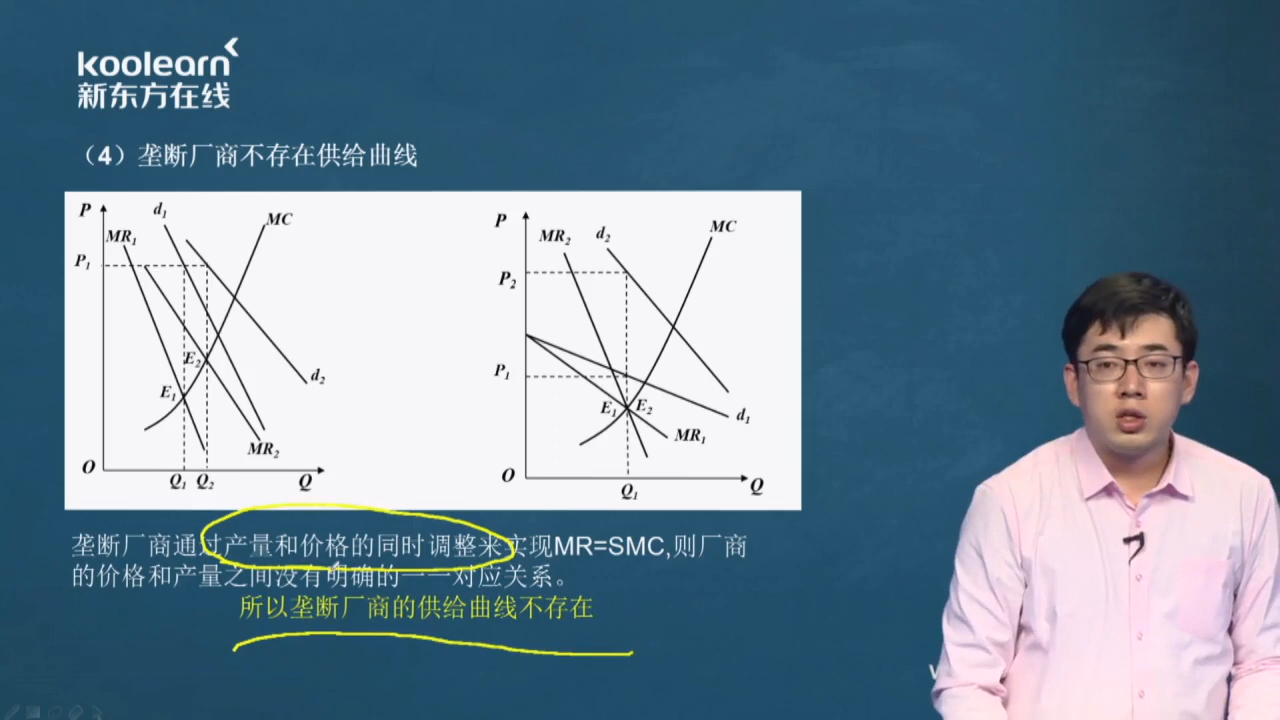 koolearn
新东方在线
（4）垄断厂商不存在供给曲线
P
d₁
MC
MR₁
P₁
E₂
E₁
d₂
MR₂
O
Q₁ Q₂
Q
P
MR₂
d₂
MC
P₂
P₁
E₁
E₂
d₁
MR₁
O
Q₁
Q
垄断厂商通过产量和价格的同时调整来实现MR=SMC,则厂商
的价格和产量之间没有明确的一一对应关系。
所以垄断厂商的供给曲线不存在